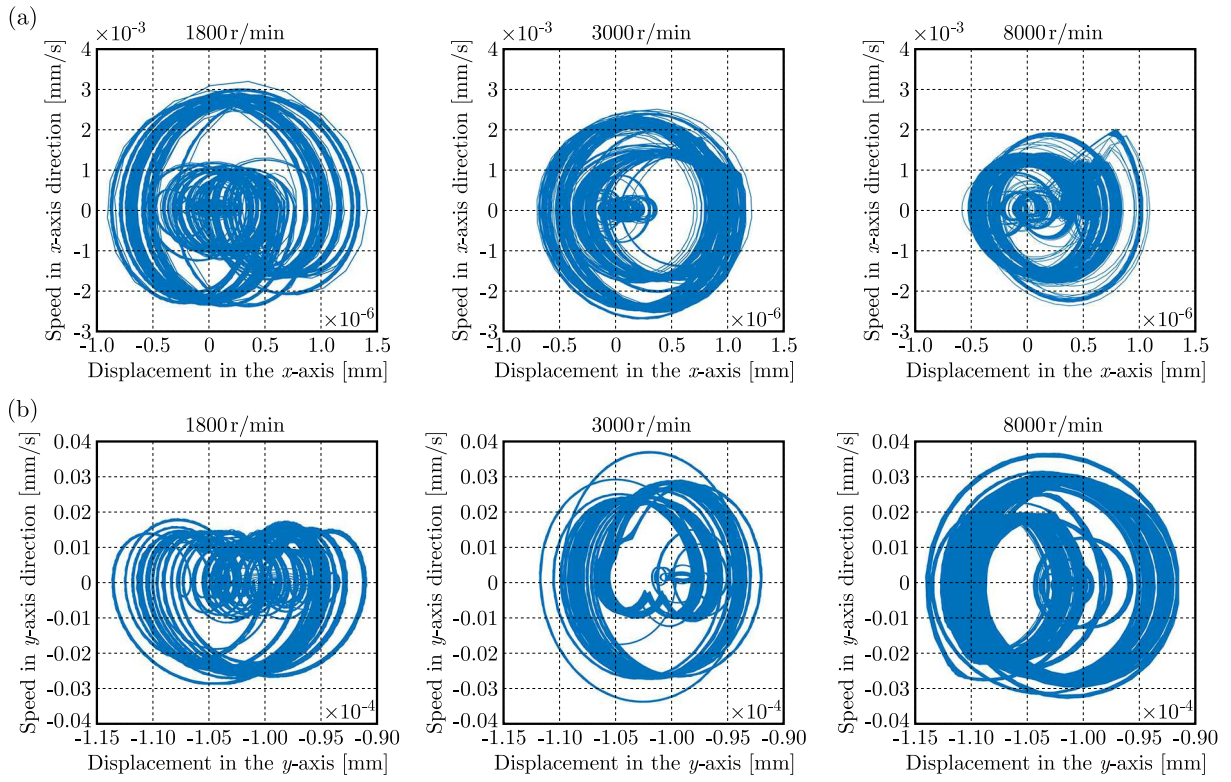 (a)
×10⁻³ 1800 r/min
4
3
2
1
0
-1
-2
-3
-1.0 -0.5 0 0.5 1.0 1.5
×10⁻⁶
Speed in x-axis direction [mm/s]
Displacement in the x-axis [mm]
×10⁻³ 3000 r/min
4
3
2
1
0
-1
-2
-3
-1.0 -0.5 0 0.5 1.0 1.5
×10⁻⁶
Speed in x-axis direction [mm/s]
Displacement in the x-axis [mm]
×10⁻³ 8000 r/min
4
3
2
1
0
-1
-2
-3
-1.0 -0.5 0 0.5 1.0 1.5
×10⁻⁶
Speed in x-axis direction [mm/s]
Displacement in the x-axis [mm]
(b)
1800 r/min
0.04
0.03
0.02
0.01
0
-0.01
-0.02
-0.03
-0.04
-1.15 -1.10 -1.05 -1.00 -0.95 -0.90
×10⁻⁴
Speed in y-axis direction [mm/s]
Displacement in the y-axis [mm]
3000 r/min
0.04
0.03
0.02
0.01
0
-0.01
-0.02
-0.03
-0.04
-1.15 -1.10 -1.05 -1.00 -0.95 -0.90
×10⁻⁴
Speed in y-axis direction [mm/s]
Displacement in the y-axis [mm]
8000 r/min
0.04
0.03
0.02
0.01
0
-0.01
-0.02
-0.03
-0.04
-1.15 -1.10 -1.05 -1.00 -0.95 -0.90
×10⁻⁴
Speed in y-axis direction [mm/s]
Displacement in the y-axis [mm]